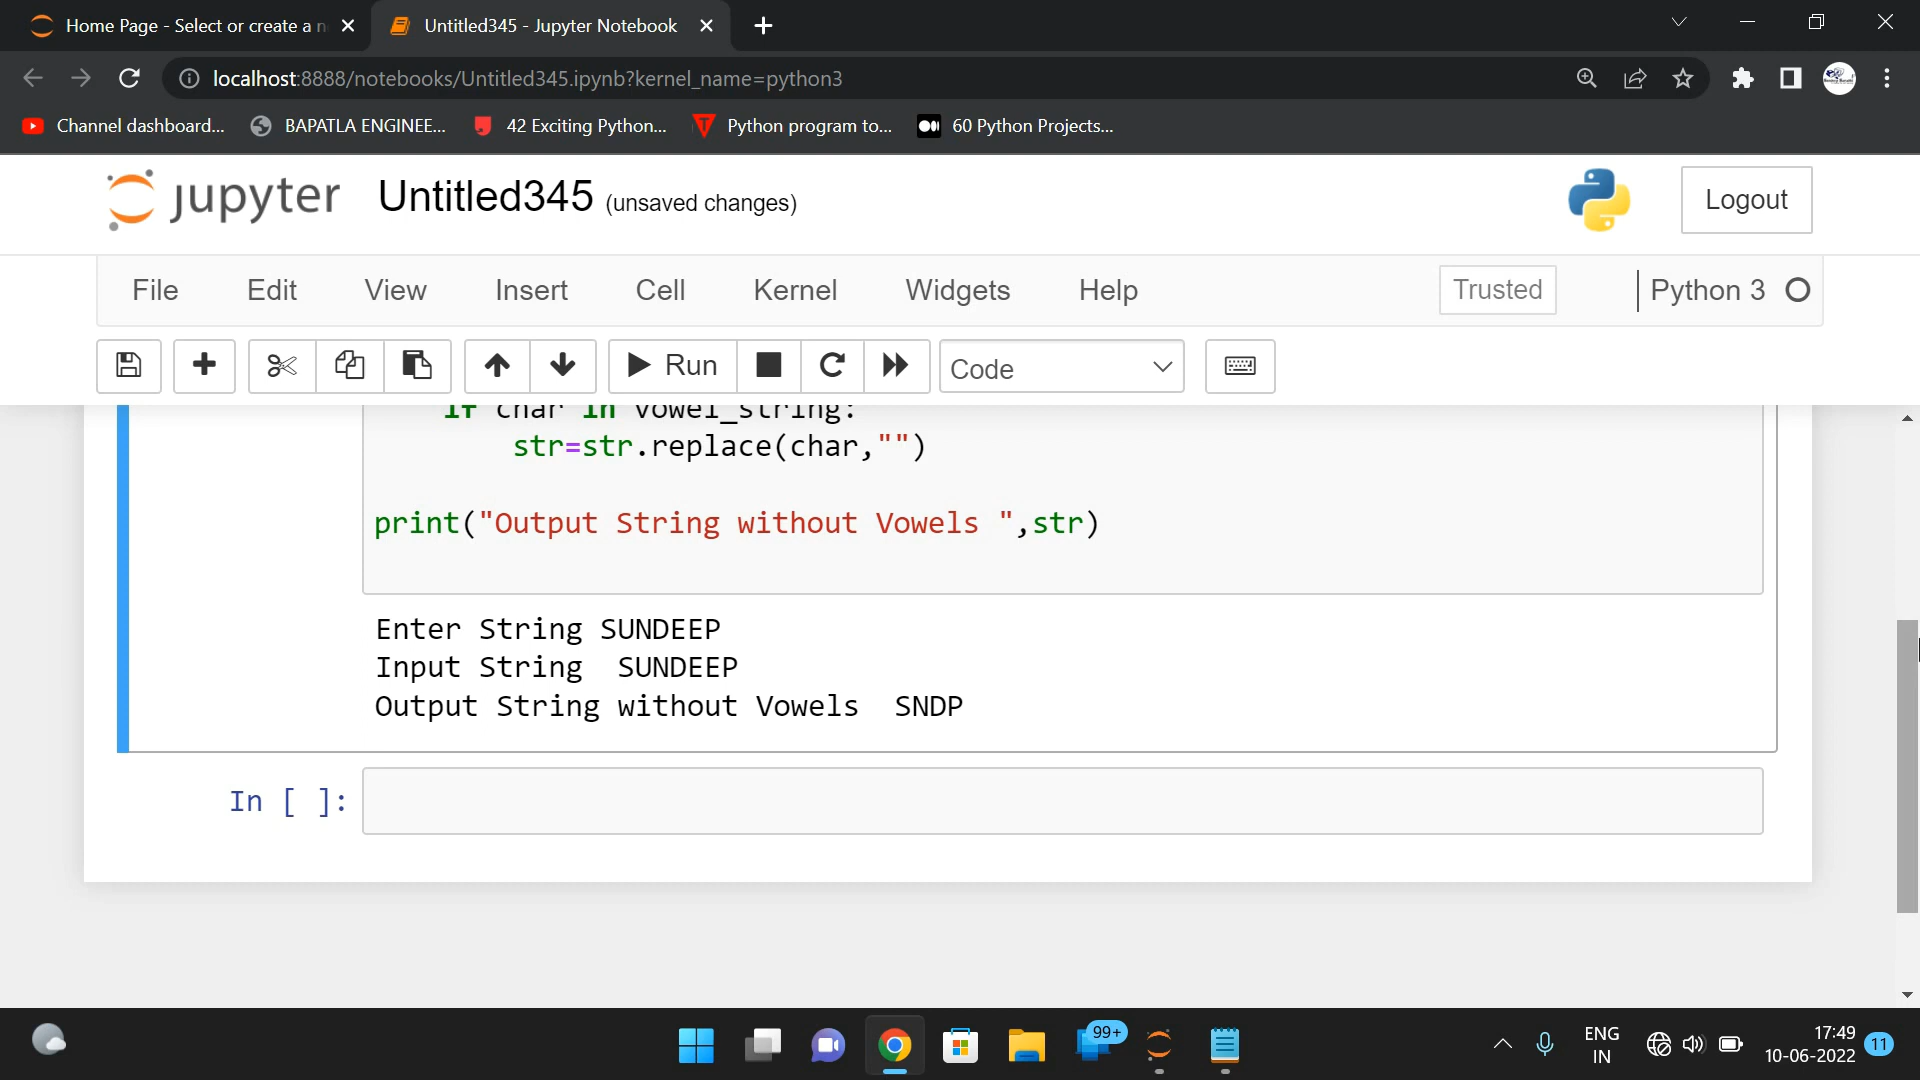 Home Page - Select or create a n
Untitled345 - Jupyter Notebook
localhost:8888/notebooks/Untitled345.ipynb?kernel_name=python3
Channel dashboard...
BAPATLA ENGINEE...
42 Exciting Python...
Python program to...
60 Python Projects...
jupyter
Untitled345 (unsaved changes)
Logout
File Edit View Insert Cell Kernel Widgets Help
Trusted
Python 3
Run
Code
if char in vowel_string:
str=str.replace(char,"")
print("Output String without Vowels ",str)
Enter String SUNDEEP
Input String  SUNDEEP
Output String without Vowels  SNDP
In [ ]:
99+
ENG
IN
17:49
10-06-2022
11